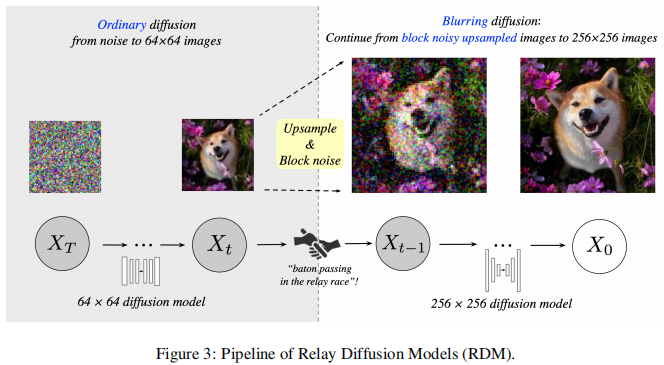 Ordinary diffusion
from noise to 64×64 images
Blurring diffusion:
Continue from block noisy upsampled images to 256×256 images
Upsample
&
Block noise
X_T
X_t
X_{t−1}
X_0
"baton passing
in the relay race"!
64 × 64 diffusion model
256 × 256 diffusion model
Figure 3: Pipeline of Relay Diffusion Models (RDM).